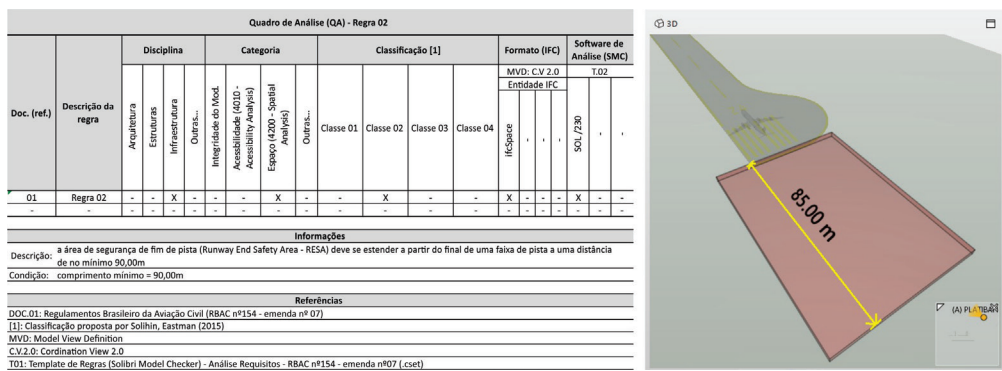 Quadro de Análise (QA) - Regra 02
Doc. (ref.)
Descrição da regra
Disciplina
Categoria
Classificação [1]
Formato (IFC)
Software de Análise (SMC)
MVD: C.V 2.0
T.02
Entidade IFC
Arquitetura
Estruturas
Infraestrutura
Outras...
Integridade do Mod.
Acessbilidade (4010 - Acessibility Analysis)
Espaço (4200 - Spatial Analysis)
Outras...
Classe 01
Classe 02
Classe 03
Classe 04
ifcSpace
-
-
-
SOL /230
-
-
01 Regra 02 - - X - - - X - - X - - X - - - X - -
- - - - - - - - - - - - - - - - - - - - -
Informações
Descrição: a área de segurança de fim de pista (Runway End Safety Area - RESA) deve se estender a partir do final de uma faixa de pista a uma distância
de no mínimo 90,00m
Condição: comprimento mínimo = 90,00m
Referências
DOC.01: Regulamentos Brasileiro da Aviação Civil (RBAC nº154 - emenda nº 07)
[1]: Classificação proposta por Solihin, Eastman (2015)
MVD: Model View Definition
C.V.2.0: Cordination View 2.0
T01: Template de Regras (Solibri Model Checker) - Análise Requisitos - RBAC nº154 - emenda nº07 (.cset)
3D
85.00 m
(A)